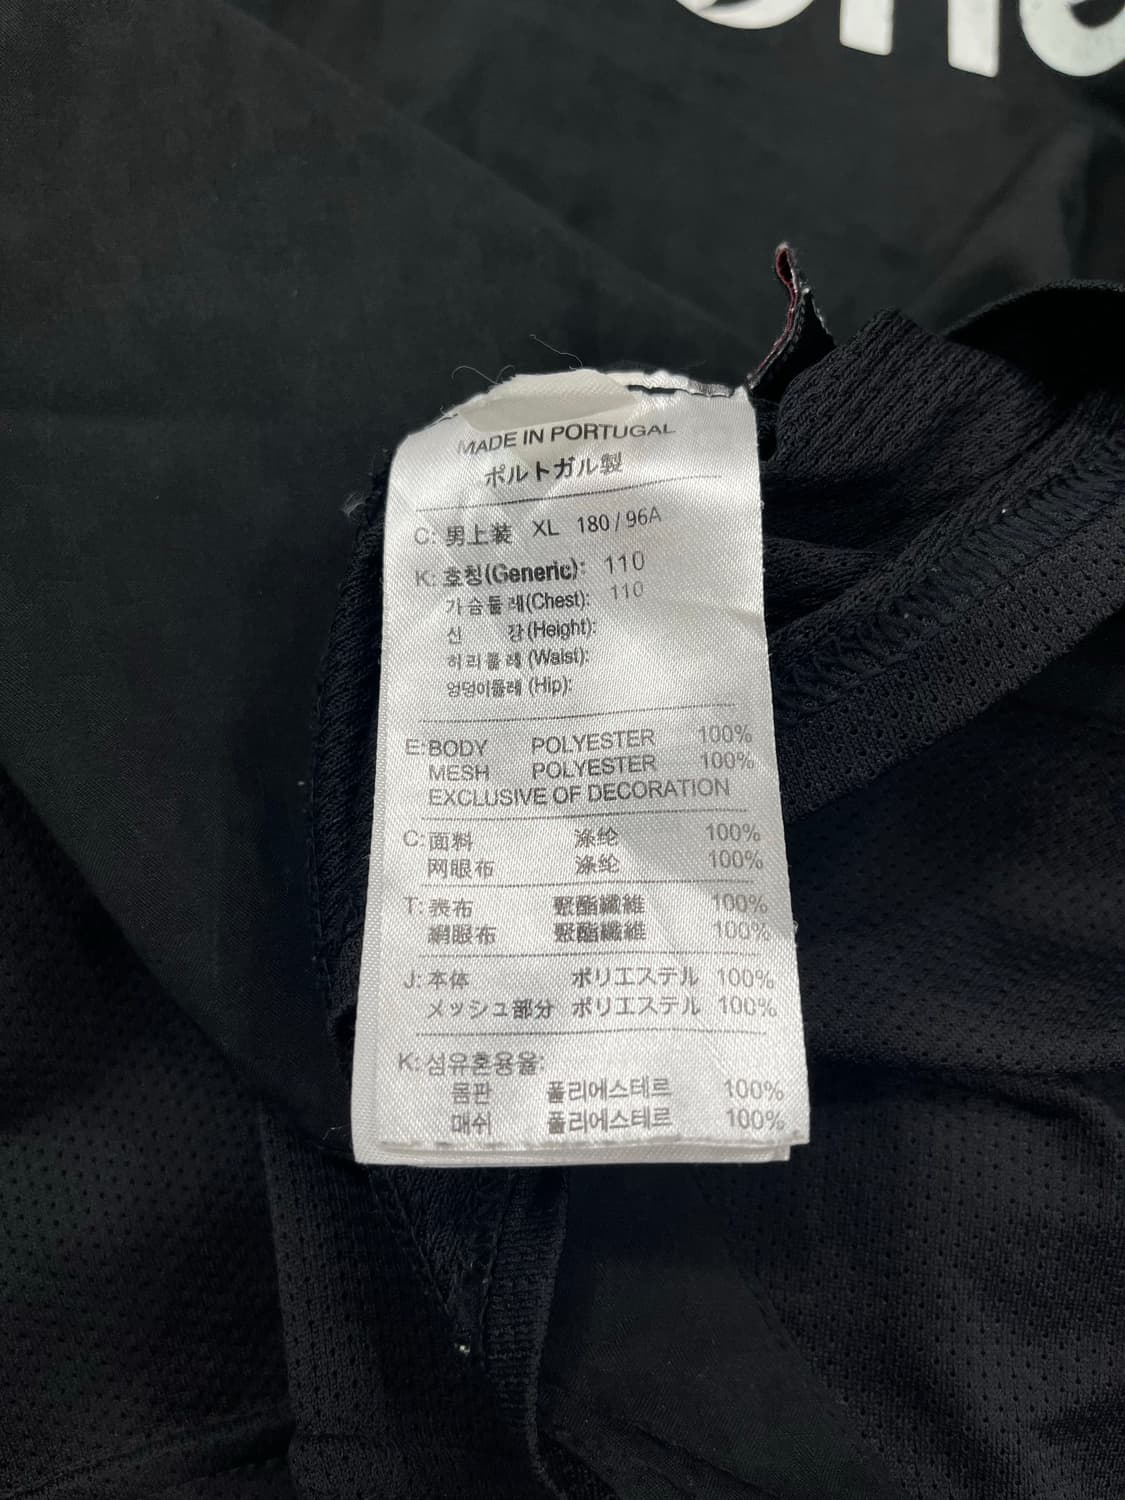 one
MADE IN PORTUGAL
ポルトガル製
C: 男上装 XL 180/96A
K: 호칭(Generic): 110
가슴둘레(Chest): 110
신 장(Height):
허리둘레(Waist):
엉덩이둘레(Hip):
E: BODY POLYESTER 100%
MESH POLYESTER 100%
EXCLUSIVE OF DECORATION
C: 面料 涤纶 100%
网眼布 涤纶 100%
T: 表布 聚酯纖維 100%
網眼布 聚酯纖維 100%
J: 本体 ポリエステル 100%
メッシュ部分 ポリエステル 100%
K: 섬유혼용율:
몸판 폴리에스테르 100%
매쉬 폴리에스테르 100%